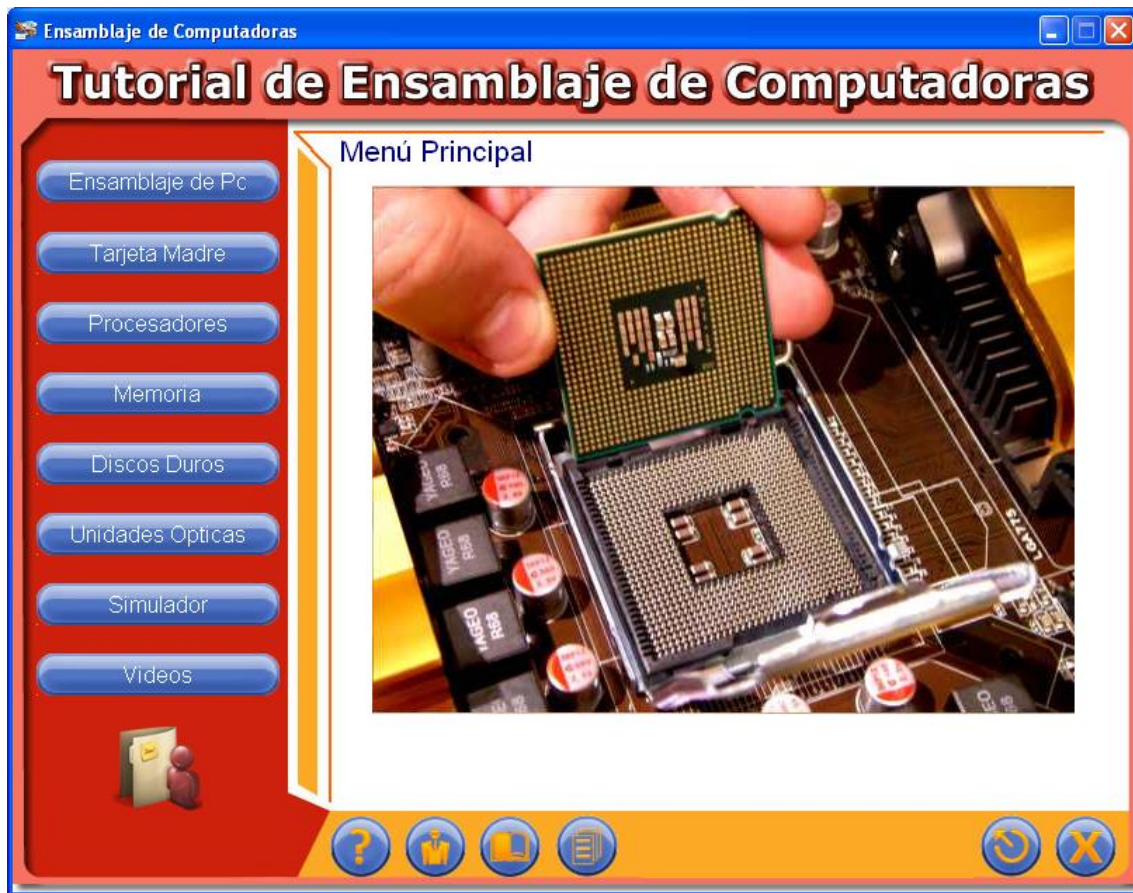 Ensamblaje de Computadoras
Tutorial de Ensamblaje de Computadoras
Menú Principal
Ensamblaje de Pc
Tarjeta Madre
Procesadores
Memoria
Discos Duros
Unidades Opticas
Simulador
Videos
YAGEO
R68
YAGEO
R68
YAGEO
R68
LGA775